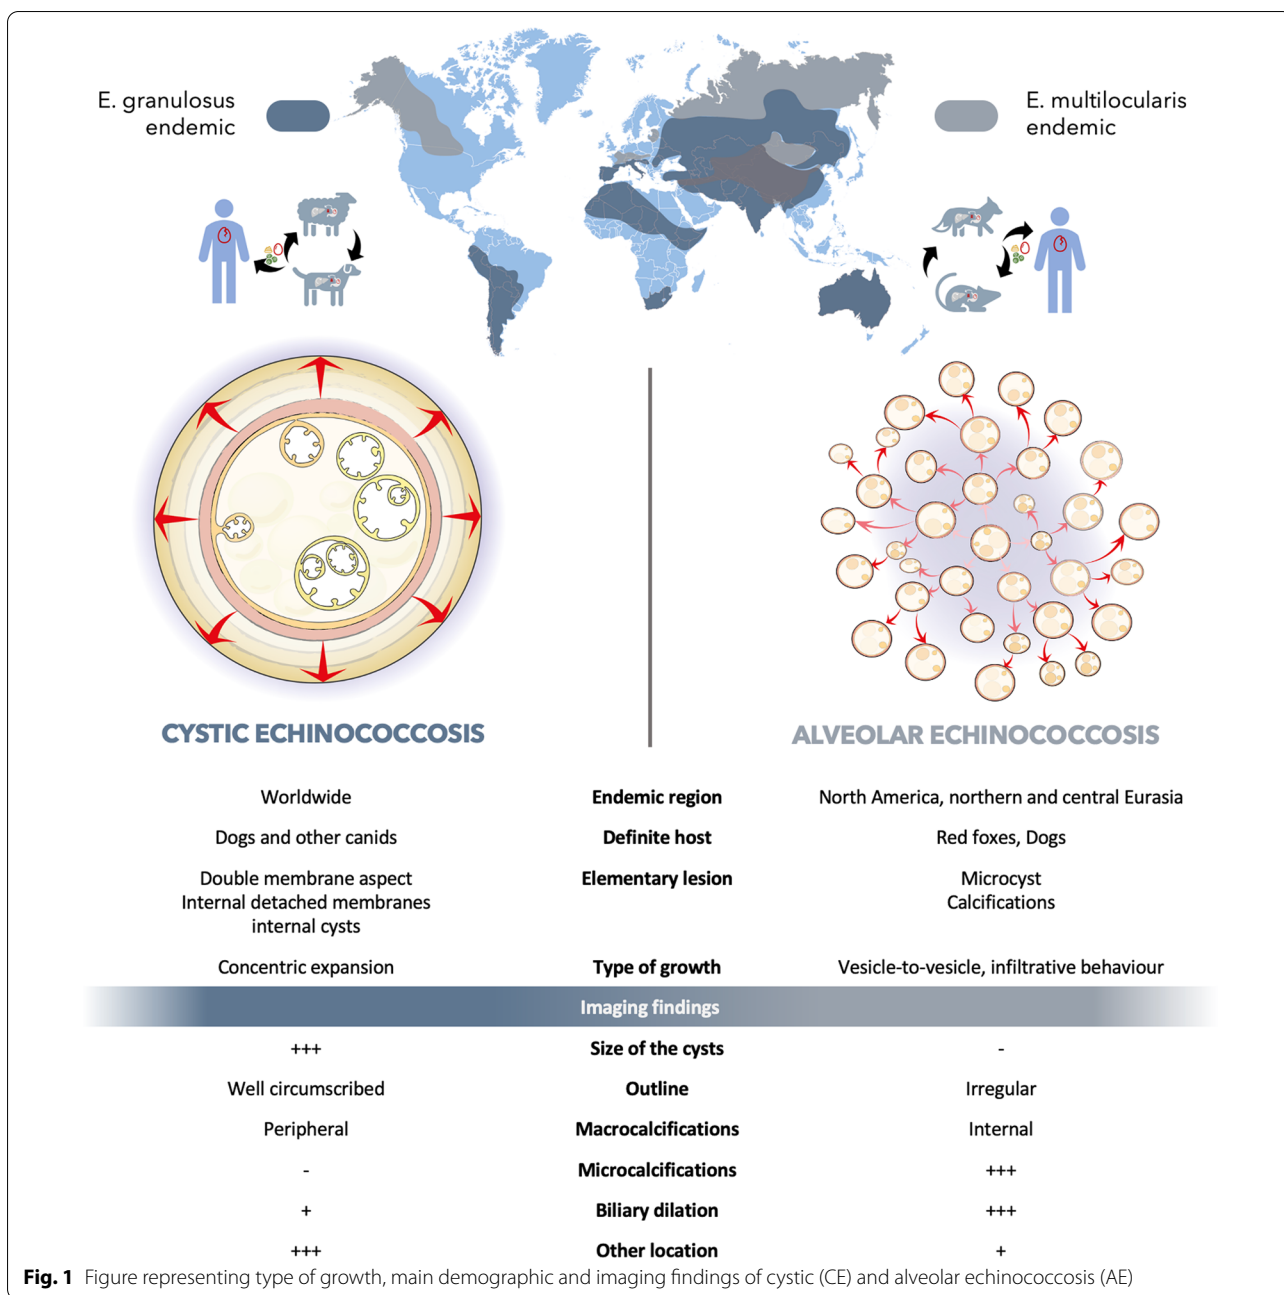 E. granulosus
endemic
E. multilocularis
endemic
CYSTIC ECHINOCOCCOSIS
ALVEOLAR ECHINOCOCCOSIS
Worldwide Endemic region North America, northern and central Eurasia
Dogs and other canids Definite host Red foxes, Dogs
Double membrane aspect Elementary lesion Microcyst
Internal detached membranes Calcifications
internal cysts
Concentric expansion Type of growth Vesicle-to-vesicle, infiltrative behaviour
Imaging findings
+++ Size of the cysts -
Well circumscribed Outline Irregular
Peripheral Macrocalcifications Internal
- Microcalcifications +++
+ Biliary dilation +++
+++ Other location +
Fig. 1 Figure representing type of growth, main demographic and imaging findings of cystic (CE) and alveolar echinococcosis (AE)